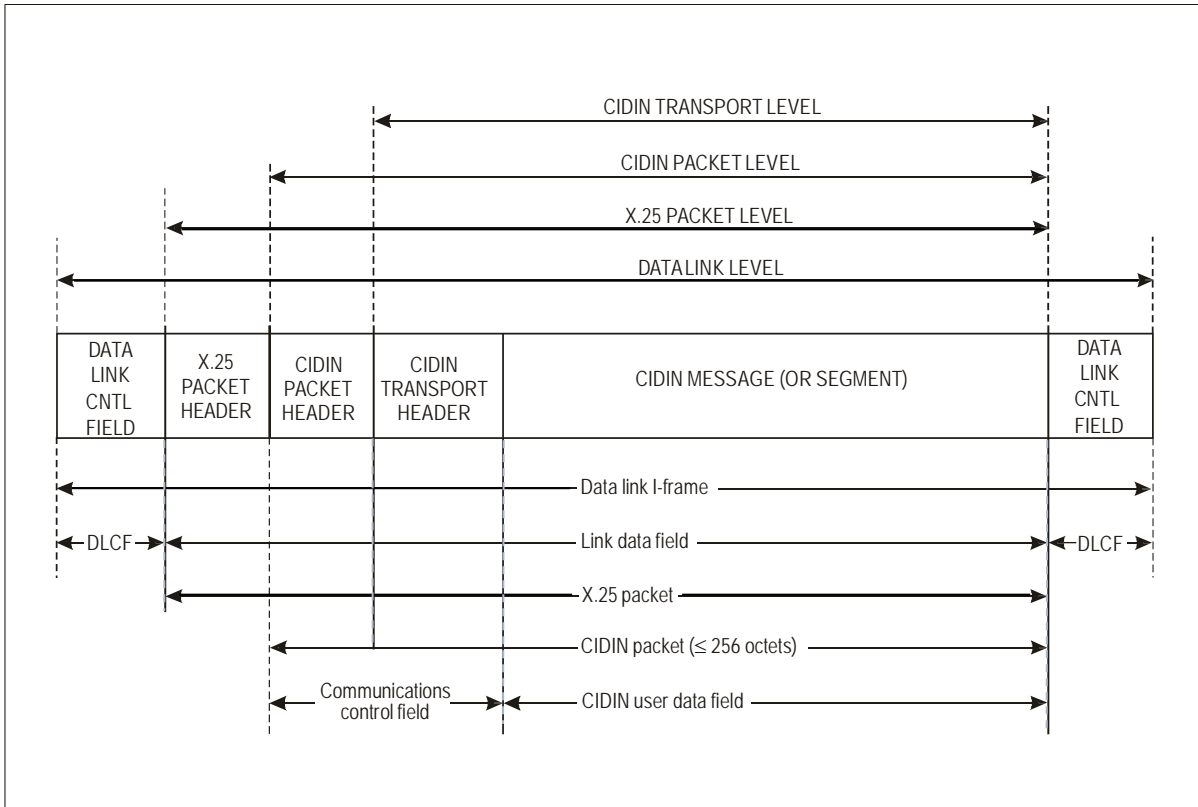 CIDIN TRANSPORT LEVEL
CIDIN PACKET LEVEL
X.25 PACKET LEVEL
DATA LINK LEVEL
DATA
LINK
CNTL
FIELD
X.25
PACKET
HEADER
CIDIN
PACKET
HEADER
CIDIN
TRANSPORT
HEADER
CIDIN MESSAGE (OR SEGMENT)
DATA
LINK
CNTL
FIELD
Data link I-frame
DLCF
Link data field
DLCF
X.25 packet
CIDIN packet (≤ 256 octets)
Communications
control field
CIDIN user data field